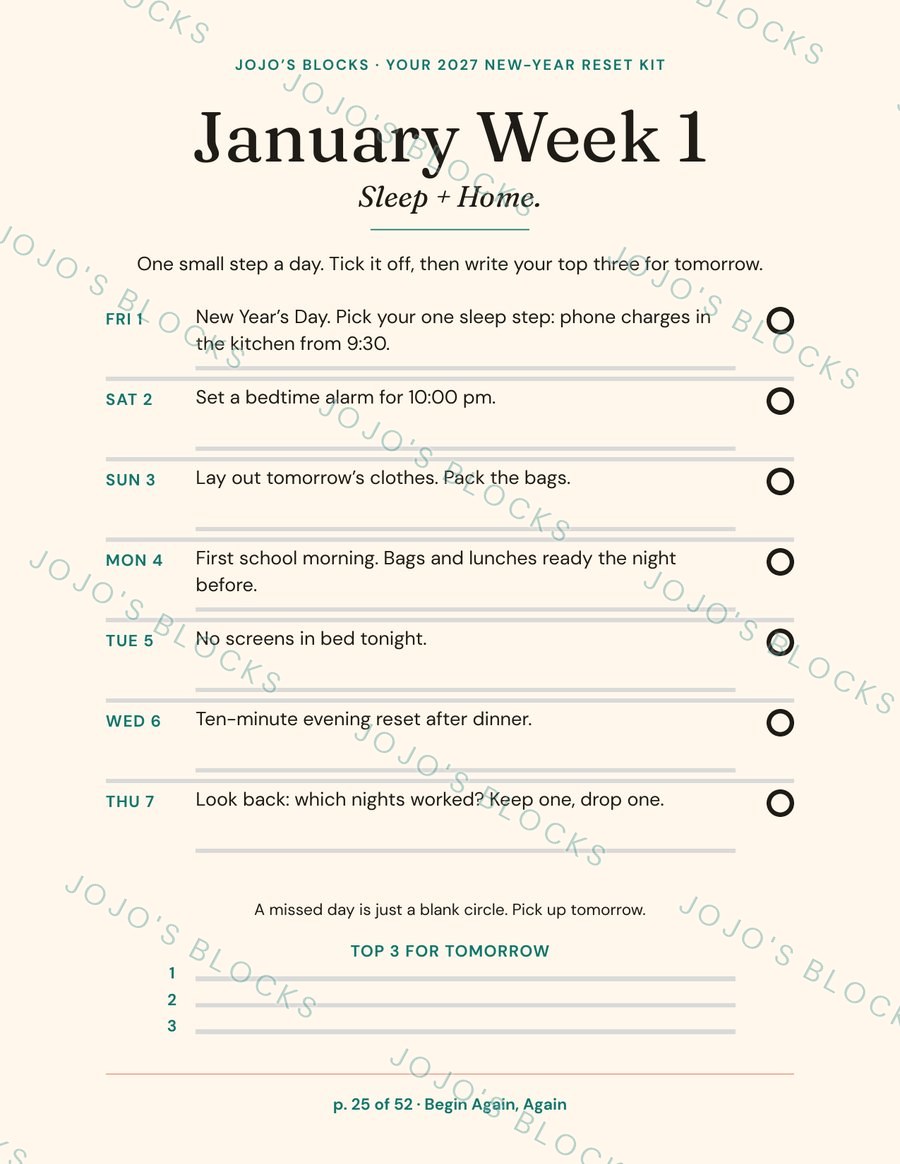 JOJO’S BLOCKS · YOUR 2027 NEW-YEAR RESET KIT
January Week 1
Sleep + Home.
One small step a day. Tick it off, then write your top three for tomorrow.
FRI 1 New Year’s Day. Pick your one sleep step: phone charges in
the kitchen from 9:30.
SAT 2 Set a bedtime alarm for 10:00 pm.
SUN 3 Lay out tomorrow’s clothes. Pack the bags.
MON 4 First school morning. Bags and lunches ready the night
before.
TUE 5 No screens in bed tonight.
WED 6 Ten-minute evening reset after dinner.
THU 7 Look back: which nights worked? Keep one, drop one.
A missed day is just a blank circle. Pick up tomorrow.
TOP 3 FOR TOMORROW
1
2
3
p. 25 of 52 · Begin Again, Again
JOJO'S BLOCKS